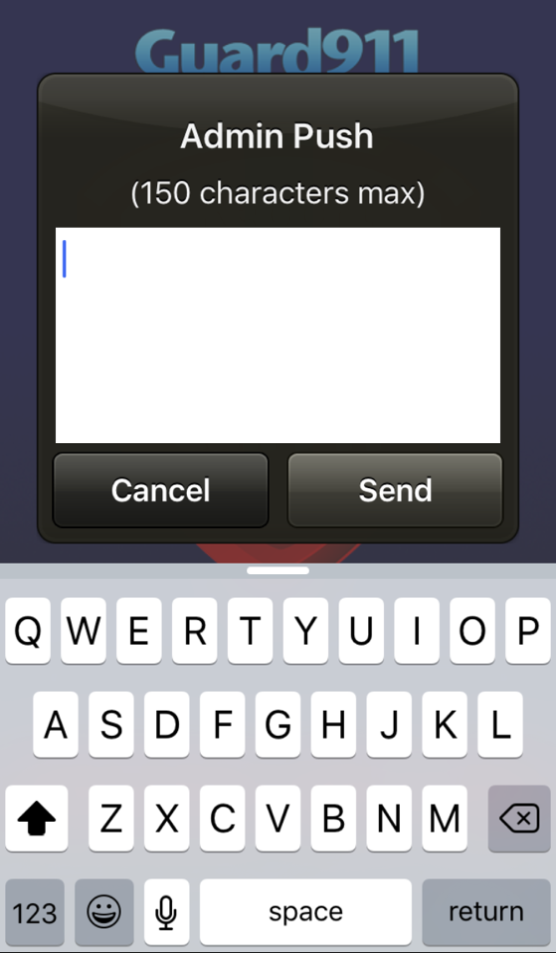 Guard911
Admin Push
(150 characters max)
Cancel Send
Q W E R T Y U I O P
A S D F G H J K L
Z X C V B N M
123 space return